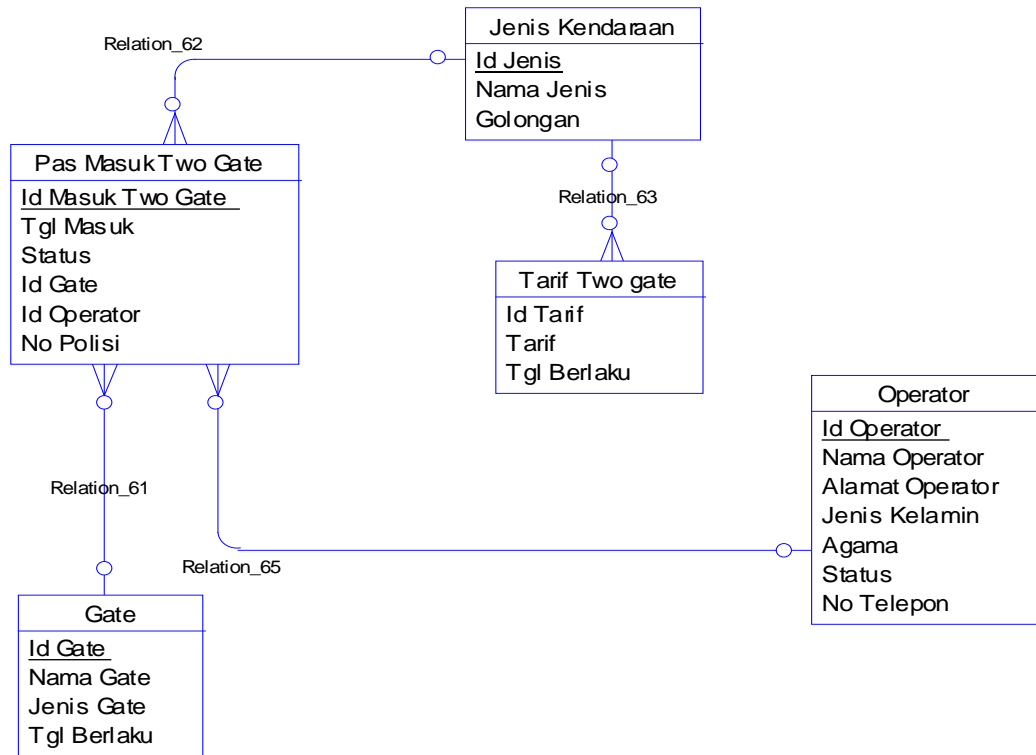 Jenis Kendaraan
Id Jenis
Nama Jenis
Golongan
Relation_62
Pas Masuk Two Gate
Id Masuk Two Gate
Tgl Masuk
Status
Id Gate
Id Operator
No Polisi
Relation_63
Tarif Two gate
Id Tarif
Tarif
Tgl Berlaku
Operator
Id Operator
Nama Operator
Alamat Operator
Jenis Kelamin
Agama
Status
No Telepon
Relation_61
Relation_65
Gate
Id Gate
Nama Gate
Jenis Gate
Tgl Berlaku